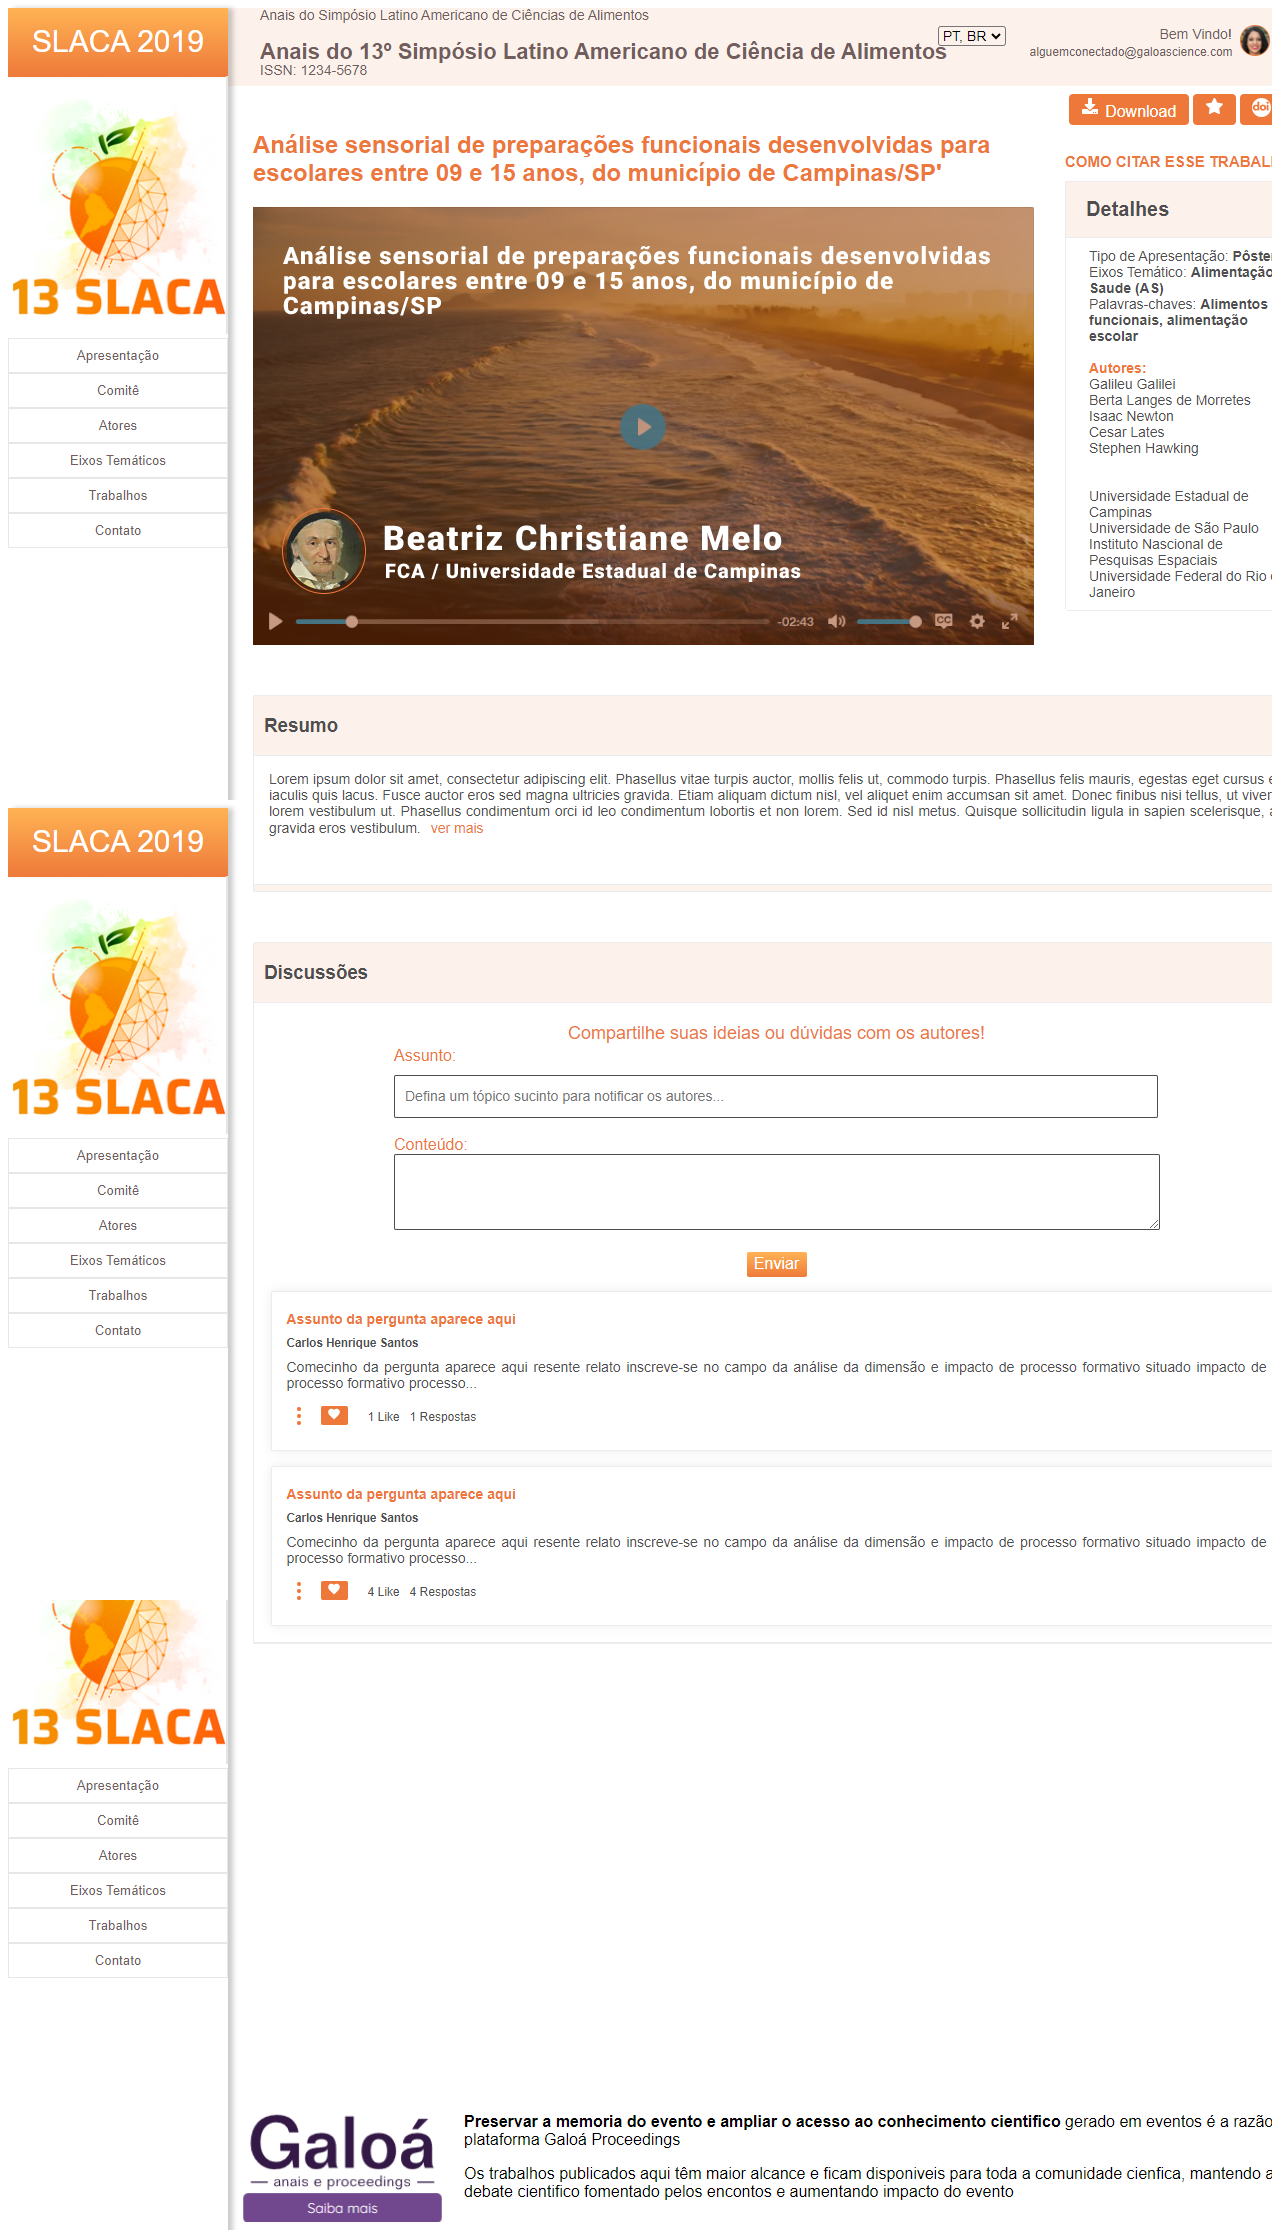 SLACA 2019
13 SLACA
Apresentação
Comitê
Atores
Eixos Temáticos
Trabalhos
Contato
Anais do Simpósio Latino Americano de Ciências de Alimentos
Anais do 13º Simpósio Latino Americano de Ciência de Alimentos
ISSN: 1234-5678
PT, BR
Bem Vindo!
alguemconectado@galoascience.com
Download
doi
Análise sensorial de preparações funcionais desenvolvidas para
escolares entre 09 e 15 anos, do município de Campinas/SP'
Análise sensorial de preparações funcionais desenvolvidas
para escolares entre 09 e 15 anos, do município de
Campinas/SP
Beatriz Christiane Melo
FCA / Universidade Estadual de Campinas
-02:43
CC
COMO CITAR ESSE TRABAL
Detalhes
Tipo de Apresentação: Pôste
Eixos Temático: Alimentação
Saude (AS)
Palavras-chaves: Alimentos
funcionais, alimentação
escolar
Autores:
Galileu Galilei
Berta Langes de Morretes
Isaac Newton
Cesar Lates
Stephen Hawking
Universidade Estadual de
Campinas
Universidade de São Paulo
Instituto Nascional de
Pesquisas Espaciais
Universidade Federal do Rio
Janeiro
Resumo
Lorem ipsum dolor sit amet, consectetur adipiscing elit. Phasellus vitae turpis auctor, mollis felis ut, commodo turpis. Phasellus felis mauris, egestas eget cursus e
iaculis quis lacus. Fusce auctor eros sed magna ultricies gravida. Etiam aliquam dictum nisl, vel aliquet enim accumsan sit amet. Donec finibus nisi tellus, ut viver
lorem vestibulum ut. Phasellus condimentum orci id leo condimentum lobortis et non lorem. Sed id nisl metus. Quisque sollicitudin ligula in sapien scelerisque, a
gravida eros vestibulum. ver mais
SLACA 2019
13 SLACA
Apresentação
Comitê
Atores
Eixos Temáticos
Trabalhos
Contato
Discussões
Compartilhe suas ideias ou dúvidas com os autores!
Assunto:
Defina um tópico sucinto para notificar os autores...
Conteúdo:
Enviar
Assunto da pergunta aparece aqui
Carlos Henrique Santos
Comecinho da pergunta aparece aqui resente relato inscreve-se no campo da análise da dimensão e impacto de processo formativo situado impacto de
processo formativo processo...
1 Like 1 Respostas
Assunto da pergunta aparece aqui
Carlos Henrique Santos
Comecinho da pergunta aparece aqui resente relato inscreve-se no campo da análise da dimensão e impacto de processo formativo situado impacto de
processo formativo processo...
4 Like 4 Respostas
13 SLACA
Apresentação
Comitê
Atores
Eixos Temáticos
Trabalhos
Contato
Galoá
anais e proceedings
Saiba mais
Preservar a memoria do evento e ampliar o acesso ao conhecimento cientifico gerado em eventos é a razão
plataforma Galoá Proceedings
Os trabalhos publicados aqui têm maior alcance e ficam disponiveis para toda a comunidade cienfica, mantendo a
debate cientifico fomentado pelos encontos e aumentando impacto do evento